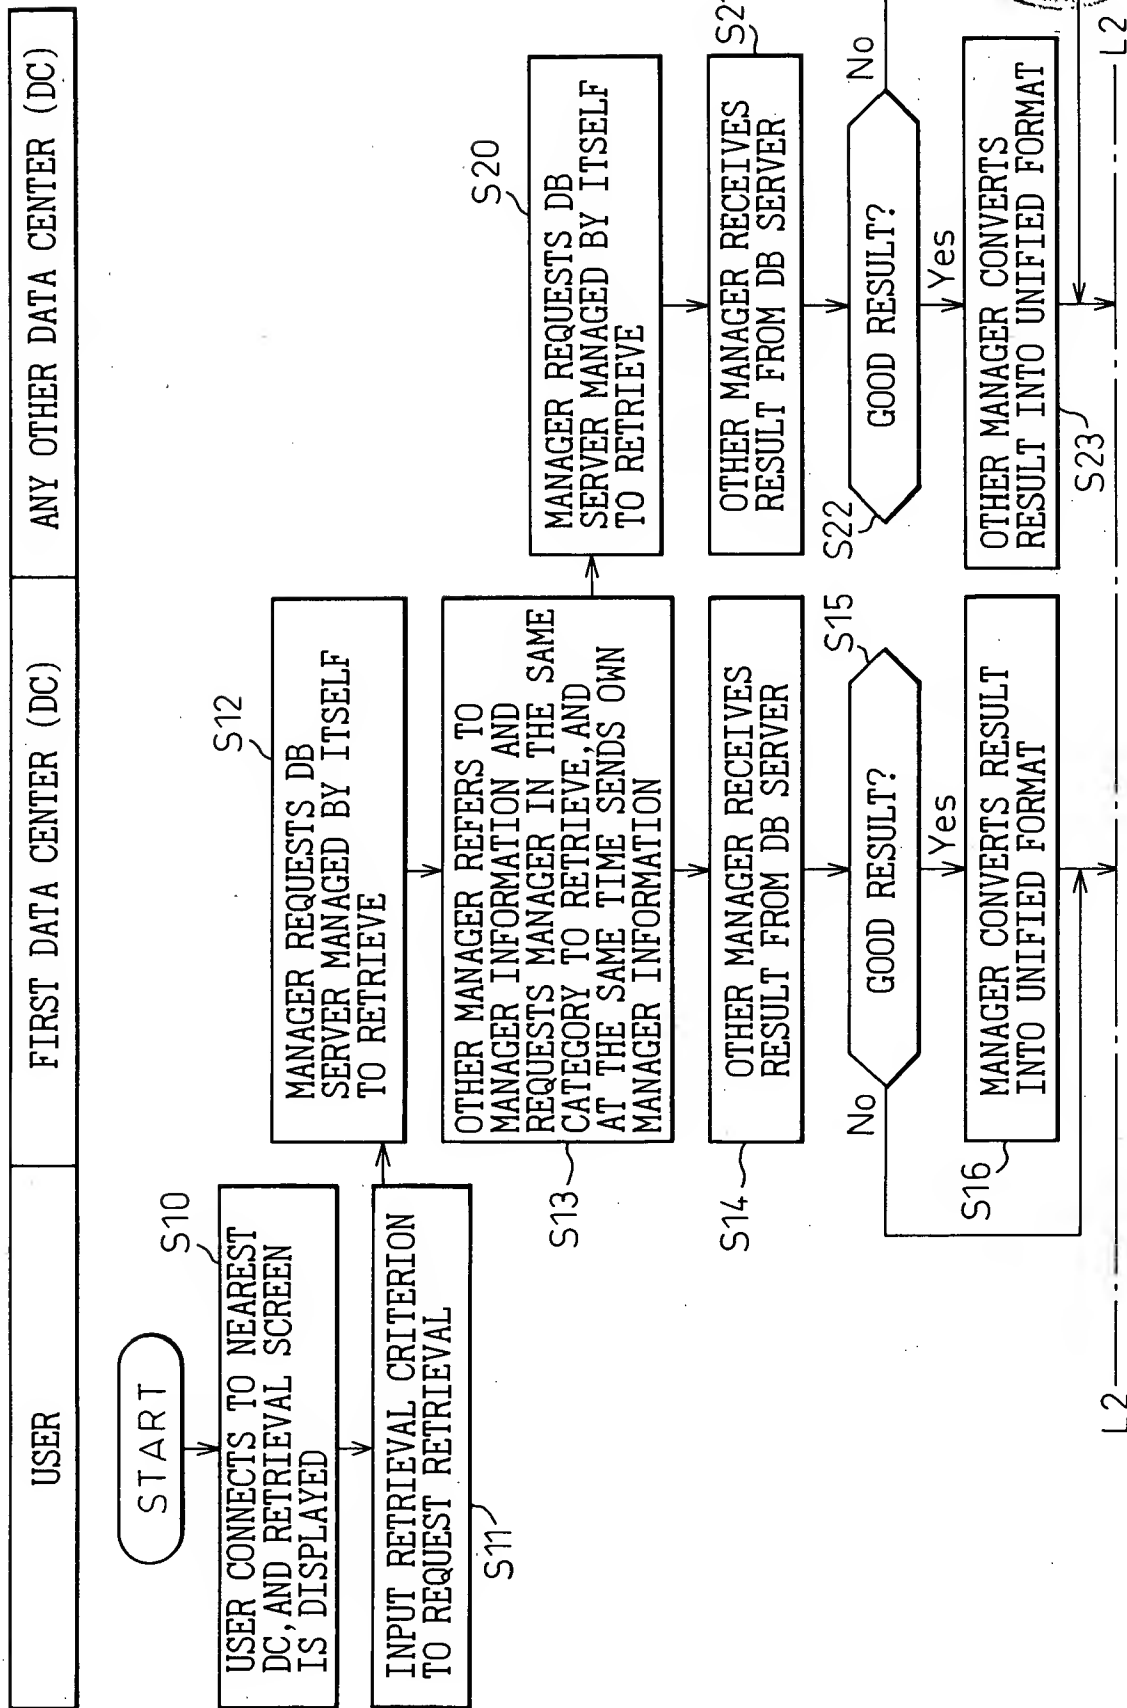 USER
FIRST DATA CENTER (DC)
ANY OTHER DATA CENTER (DC)
START
S10
USER CONNECTS TO NEAREST
DC, AND RETRIEVAL SCREEN
IS DISPLAYED
INPUT RETRIEVAL CRITERION
TO REQUEST RETRIEVAL
S11
S12
MANAGER REQUESTS DB
SERVER MANAGED BY ITSELF
TO RETRIEVE
OTHER MANAGER REFERS TO
MANAGER INFORMATION AND
REQUESTS MANAGER IN THE SAME
CATEGORY TO RETRIEVE, AND
AT THE SAME TIME SENDS OWN
MANAGER INFORMATION
S13
S14
OTHER MANAGER RECEIVES
RESULT FROM DB SERVER
S15
GOOD RESULT?
No
Yes
S16
MANAGER CONVERTS RESULT
INTO UNIFIED FORMAT
S20
MANAGER REQUESTS DB
SERVER MANAGED BY ITSELF
TO RETRIEVE
OTHER MANAGER RECEIVES
RESULT FROM DB SERVER
S22
GOOD RESULT?
No
Yes
OTHER MANAGER CONVERTS
RESULT INTO UNIFIED FORMAT
S23
L2
L2